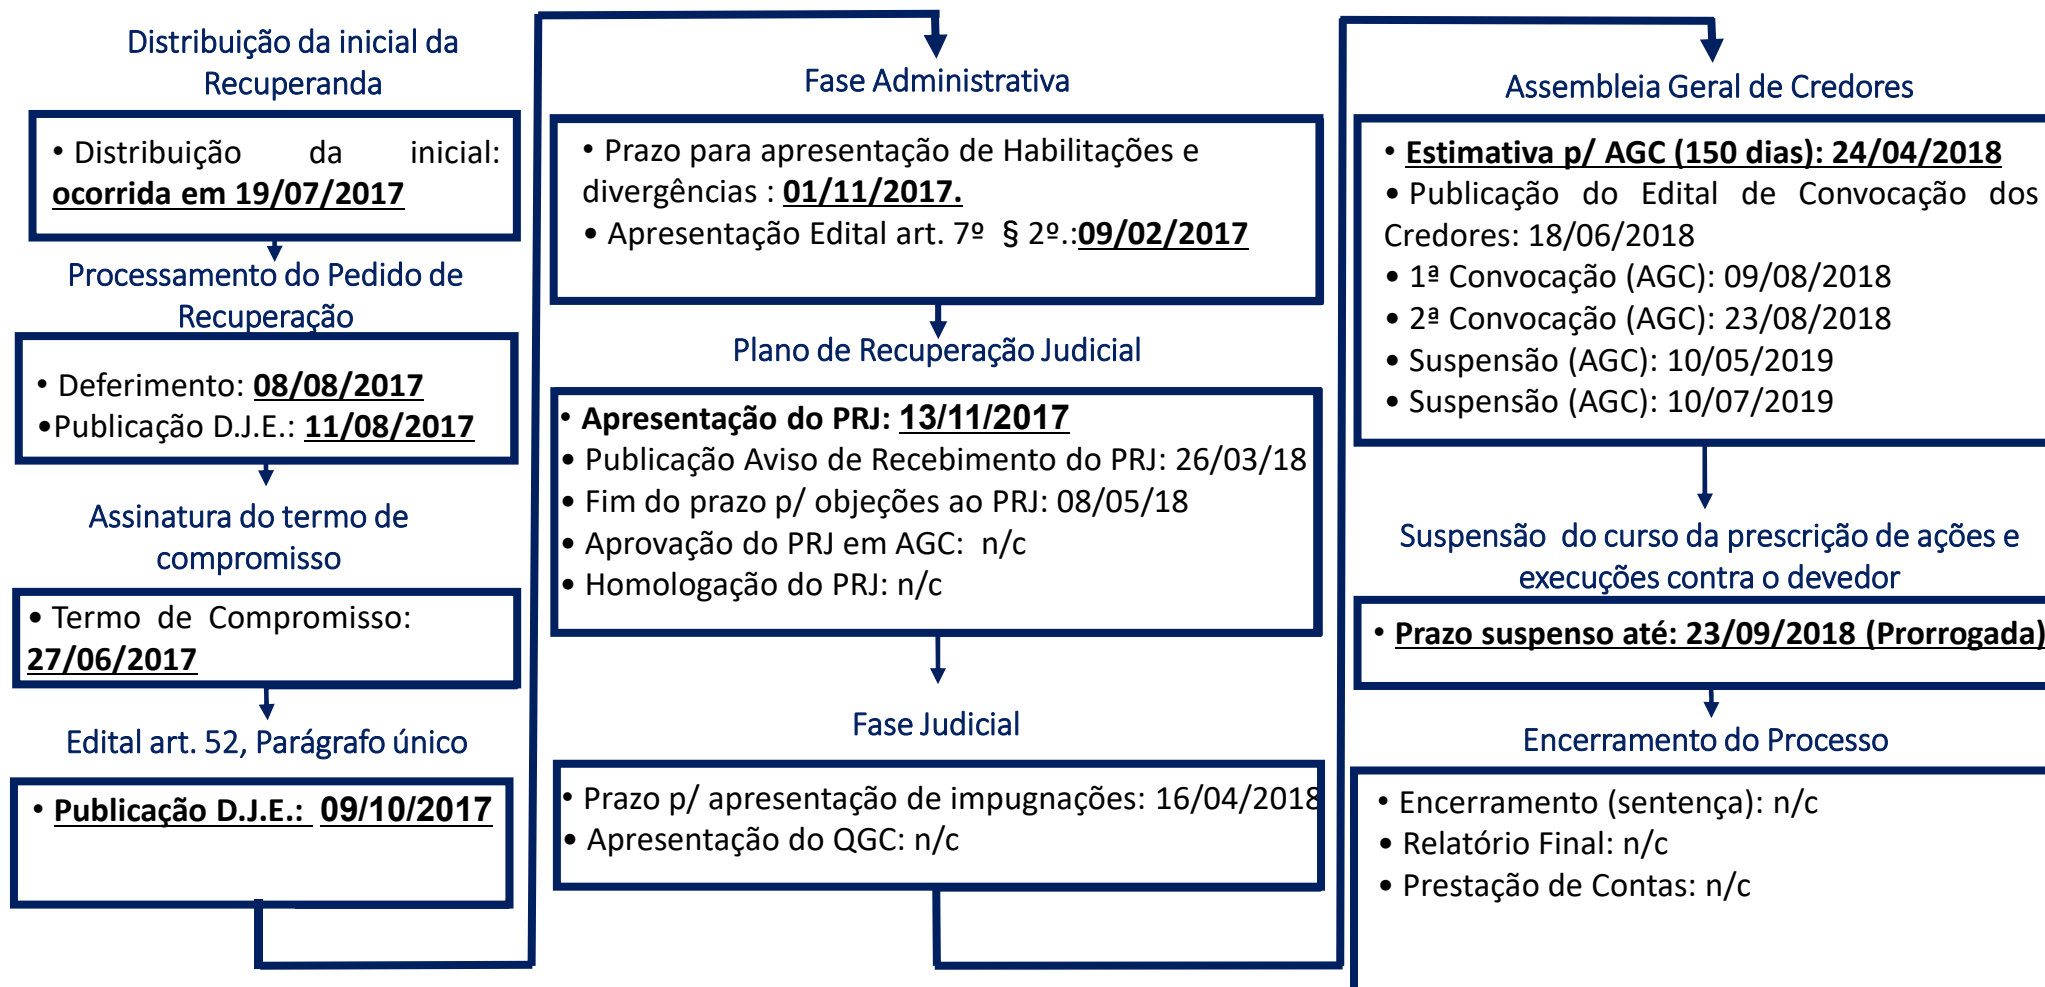 Distribuição da inicial da
Recuperanda
• Distribuição da inicial:
ocorrida em 19/07/2017
Processamento do Pedido de
Recuperação
• Deferimento: 08/08/2017
•Publicação D.J.E.: 11/08/2017
Assinatura do termo de
compromisso
• Termo de Compromisso:
27/06/2017
Edital art. 52, Parágrafo único
• Publicação D.J.E.: 09/10/2017
Fase Administrativa
• Prazo para apresentação de Habilitações e
divergências : 01/11/2017.
• Apresentação Edital art. 7º § 2º.:09/02/2017
Plano de Recuperação Judicial
• Apresentação do PRJ: 13/11/2017
• Publicação Aviso de Recebimento do PRJ: 26/03/18
• Fim do prazo p/ objeções ao PRJ: 08/05/18
• Aprovação do PRJ em AGC: n/c
• Homologação do PRJ: n/c
Fase Judicial
• Prazo p/ apresentação de impugnações: 16/04/2018
• Apresentação do QGC: n/c
Assembleia Geral de Credores
• Estimativa p/ AGC (150 dias): 24/04/2018
• Publicação do Edital de Convocação dos
Credores: 18/06/2018
• 1ª Convocação (AGC): 09/08/2018
• 2ª Convocação (AGC): 23/08/2018
• Suspensão (AGC): 10/05/2019
• Suspensão (AGC): 10/07/2019
Suspensão do curso da prescrição de ações e
execuções contra o devedor
• Prazo suspenso até: 23/09/2018 (Prorrogada)
Encerramento do Processo
• Encerramento (sentença): n/c
• Relatório Final: n/c
• Prestação de Contas: n/c